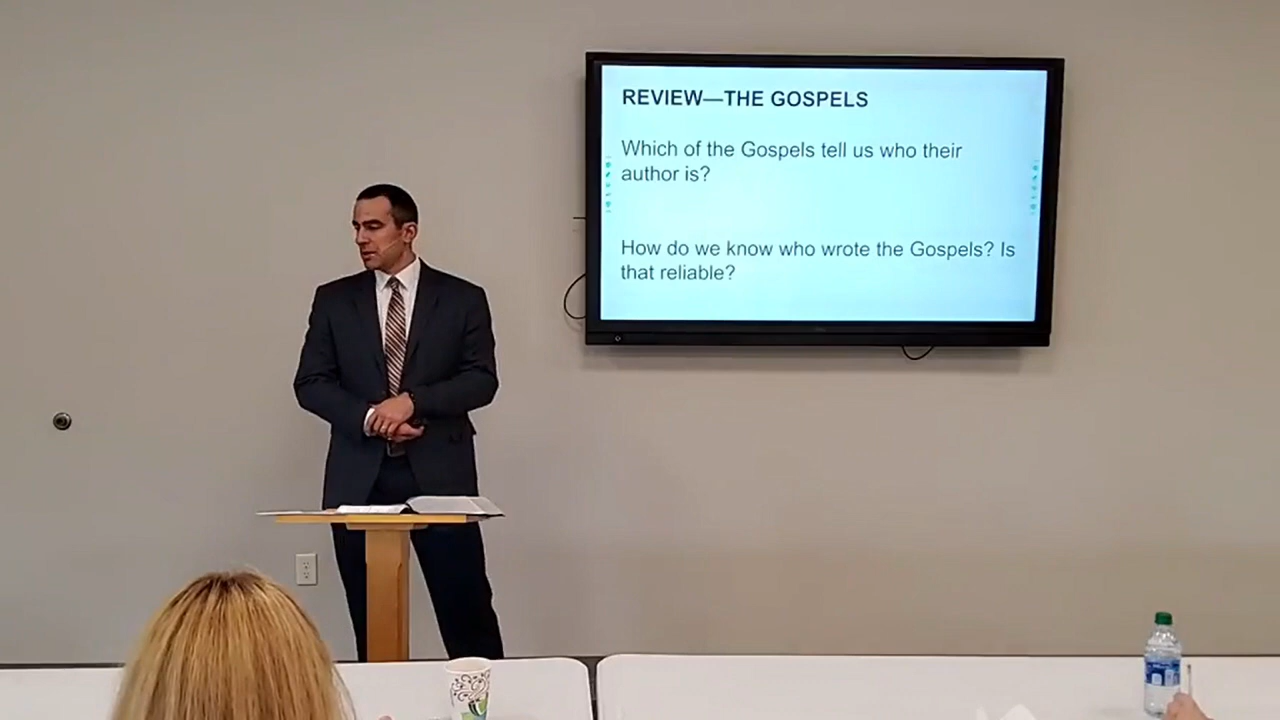 REVIEW—THE GOSPELS
Which of the Gospels tell us who their
author is?
How do we know who wrote the Gospels? Is
that reliable?